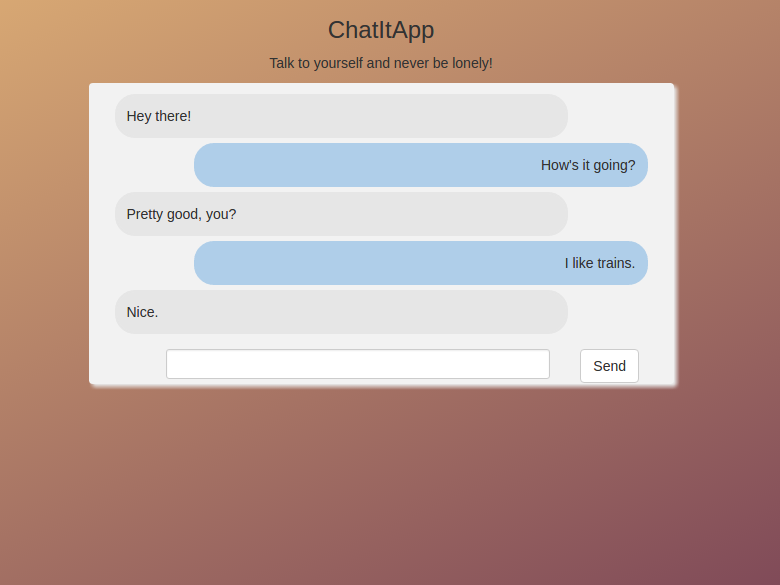 ChatItApp
Talk to yourself and never be lonely!
Hey there!
How's it going?
Pretty good, you?
I like trains.
Nice.
Send